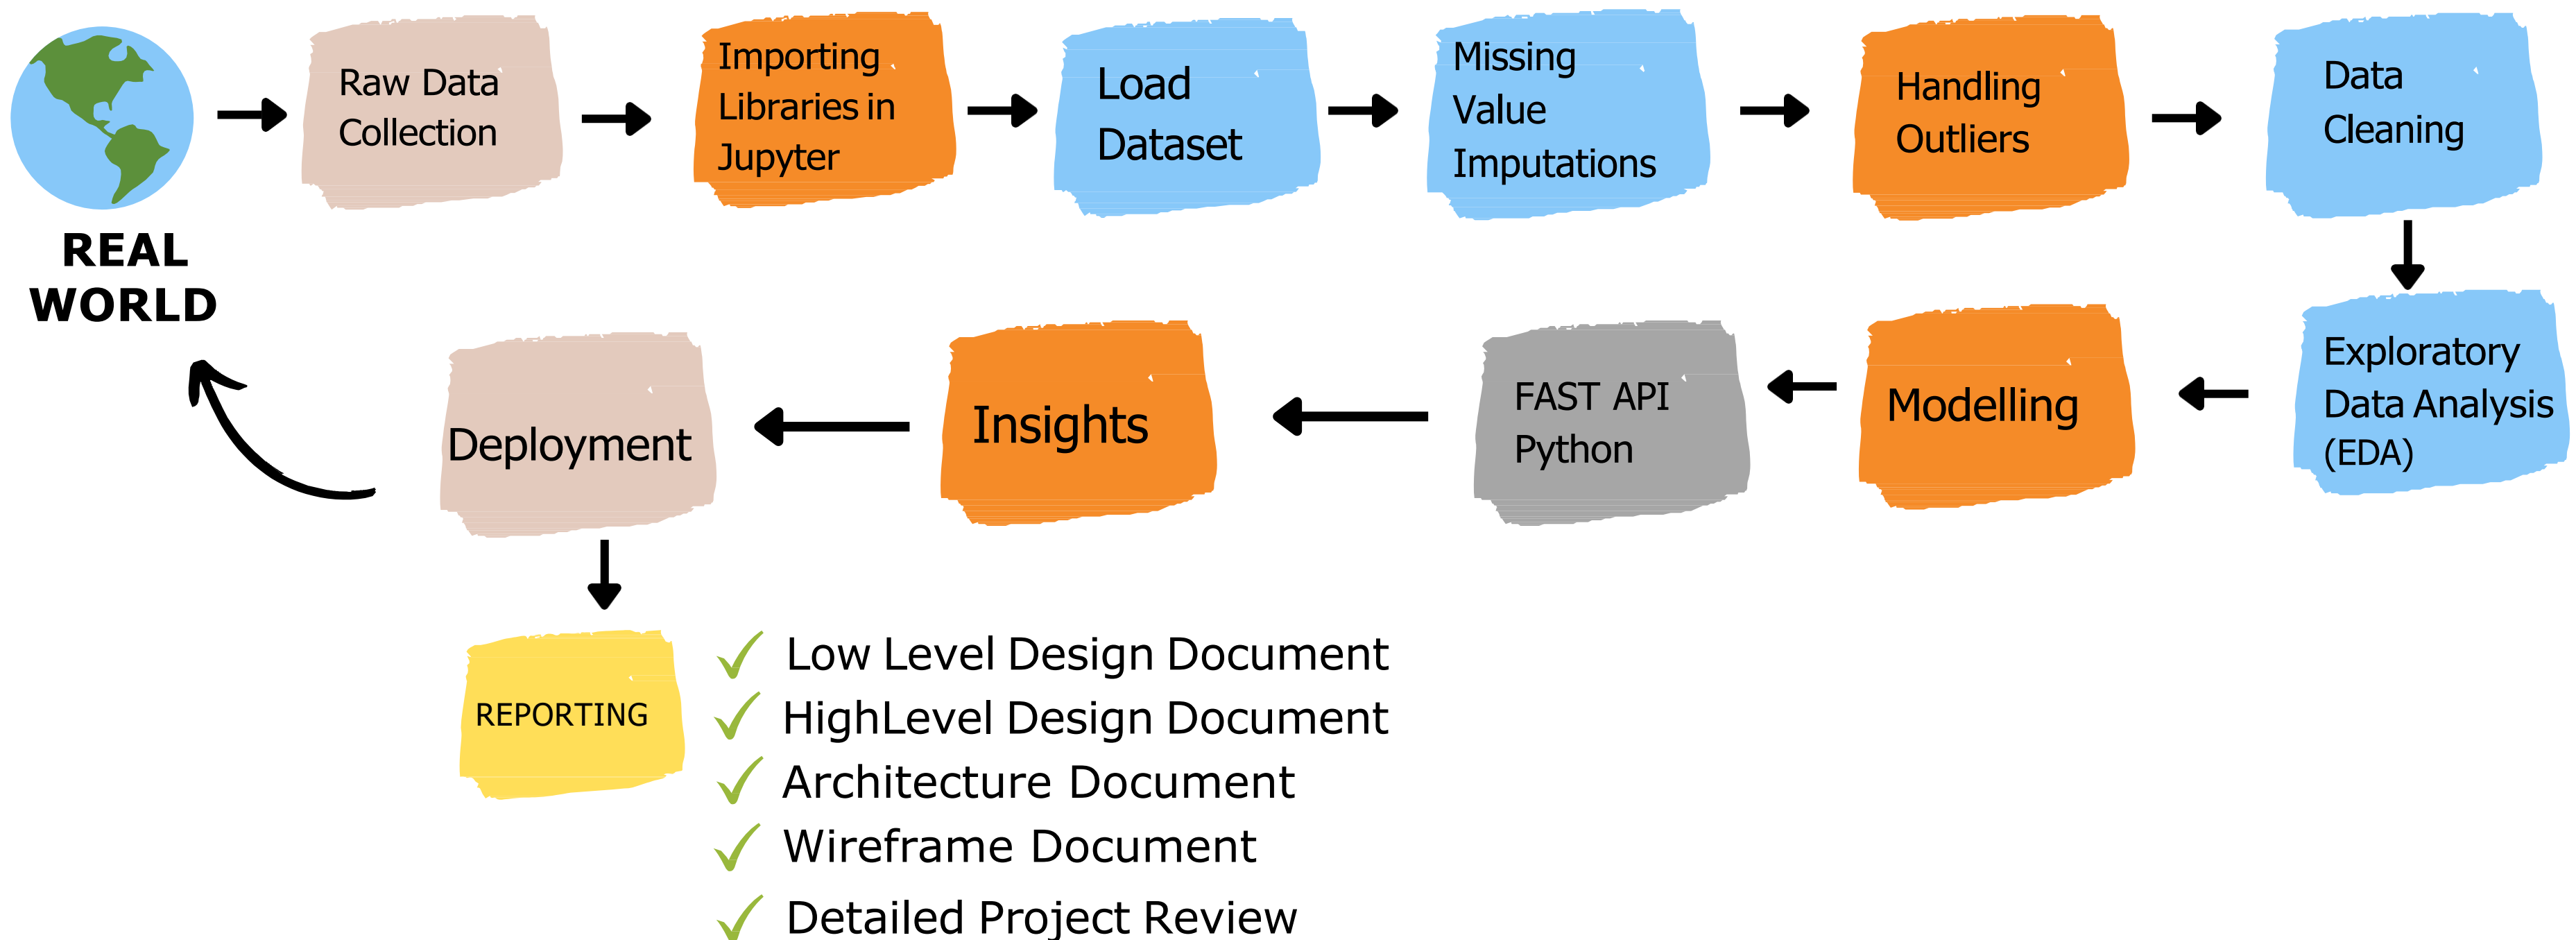 REAL
WORLD
Raw Data
Collection
Importing
Libraries in
Jupyter
Load
Dataset
Missing
Value
Imputations
Handling
Outliers
Data
Cleaning
Exploratory
Data Analysis
(EDA)
Modelling
FAST API
Python
Insights
Deployment
REPORTING
Low Level Design Document
HighLevel Design Document
Architecture Document
Wireframe Document
Detailed Project Review